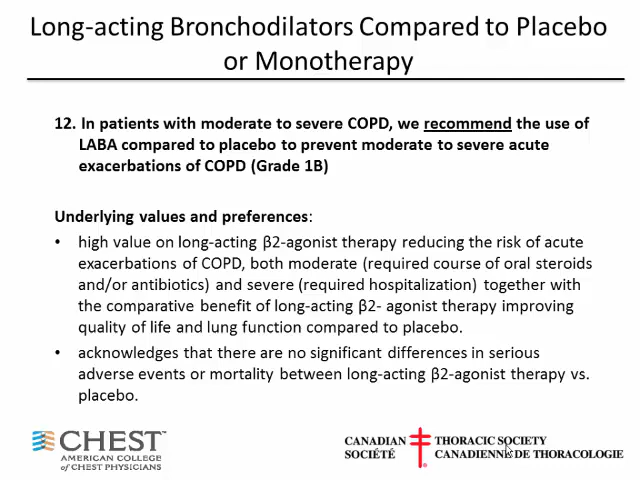 Long-acting Bronchodilators Compared to Placebo
or Monotherapy
12. In patients with moderate to severe COPD, we recommend the use of
LABA compared to placebo to prevent moderate to severe acute
exacerbations of COPD (Grade 1B)
Underlying values and preferences:
• high value on long-acting β2-agonist therapy reducing the risk of acute
exacerbations of COPD, both moderate (required course of oral steroids
and/or antibiotics) and severe (required hospitalization) together with
the comparative benefit of long-acting β2- agonist therapy improving
quality of life and lung function compared to placebo.
• acknowledges that there are no significant differences in serious
adverse events or mortality between long-acting β2-agonist therapy vs.
placebo.
CHEST™
AMERICAN COLLEGE
of CHEST PHYSICIANS
CANADIAN THORACIC SOCIETY
SOCIÉTÉ CANADIENNE DE THORACOLOGIE